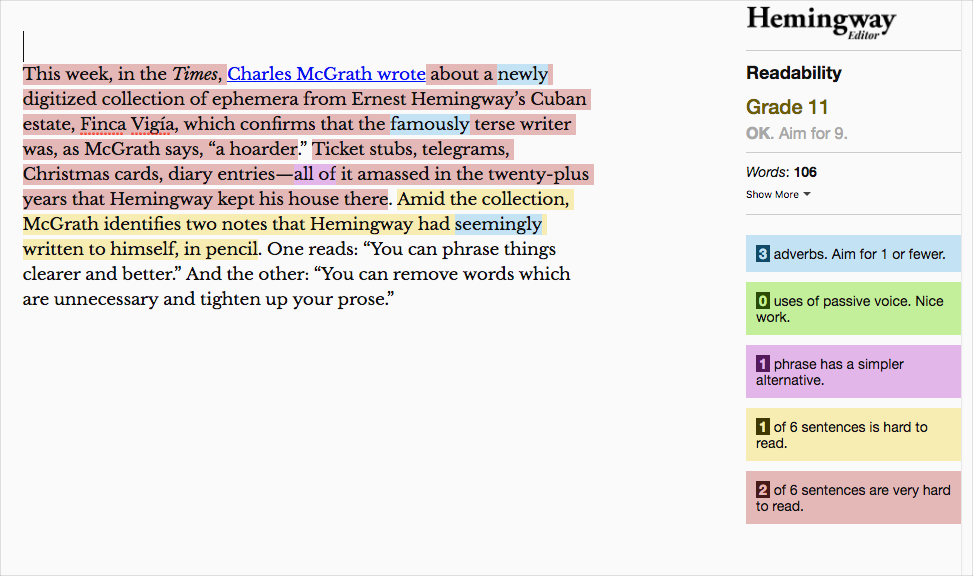 This week, in the Times, Charles McGrath wrote about a newly
digitized collection of ephemera from Ernest Hemingway’s Cuban
estate, Finca Vigía, which confirms that the famously terse writer
was, as McGrath says, “a hoarder.” Ticket stubs, telegrams,
Christmas cards, diary entries—all of it amassed in the twenty-plus
years that Hemingway kept his house there. Amid the collection,
McGrath identifies two notes that Hemingway had seemingly
written to himself, in pencil. One reads: “You can phrase things
clearer and better.” And the other: “You can remove words which
are unnecessary and tighten up your prose.”
Hemingway
Editor
Readability
Grade 11
OK. Aim for 9.
Words: 106
Show More
3 adverbs. Aim for 1 or fewer.
0 uses of passive voice. Nice
work.
1 phrase has a simpler
alternative.
1 of 6 sentences is hard to
read.
2 of 6 sentences are very hard
to read.